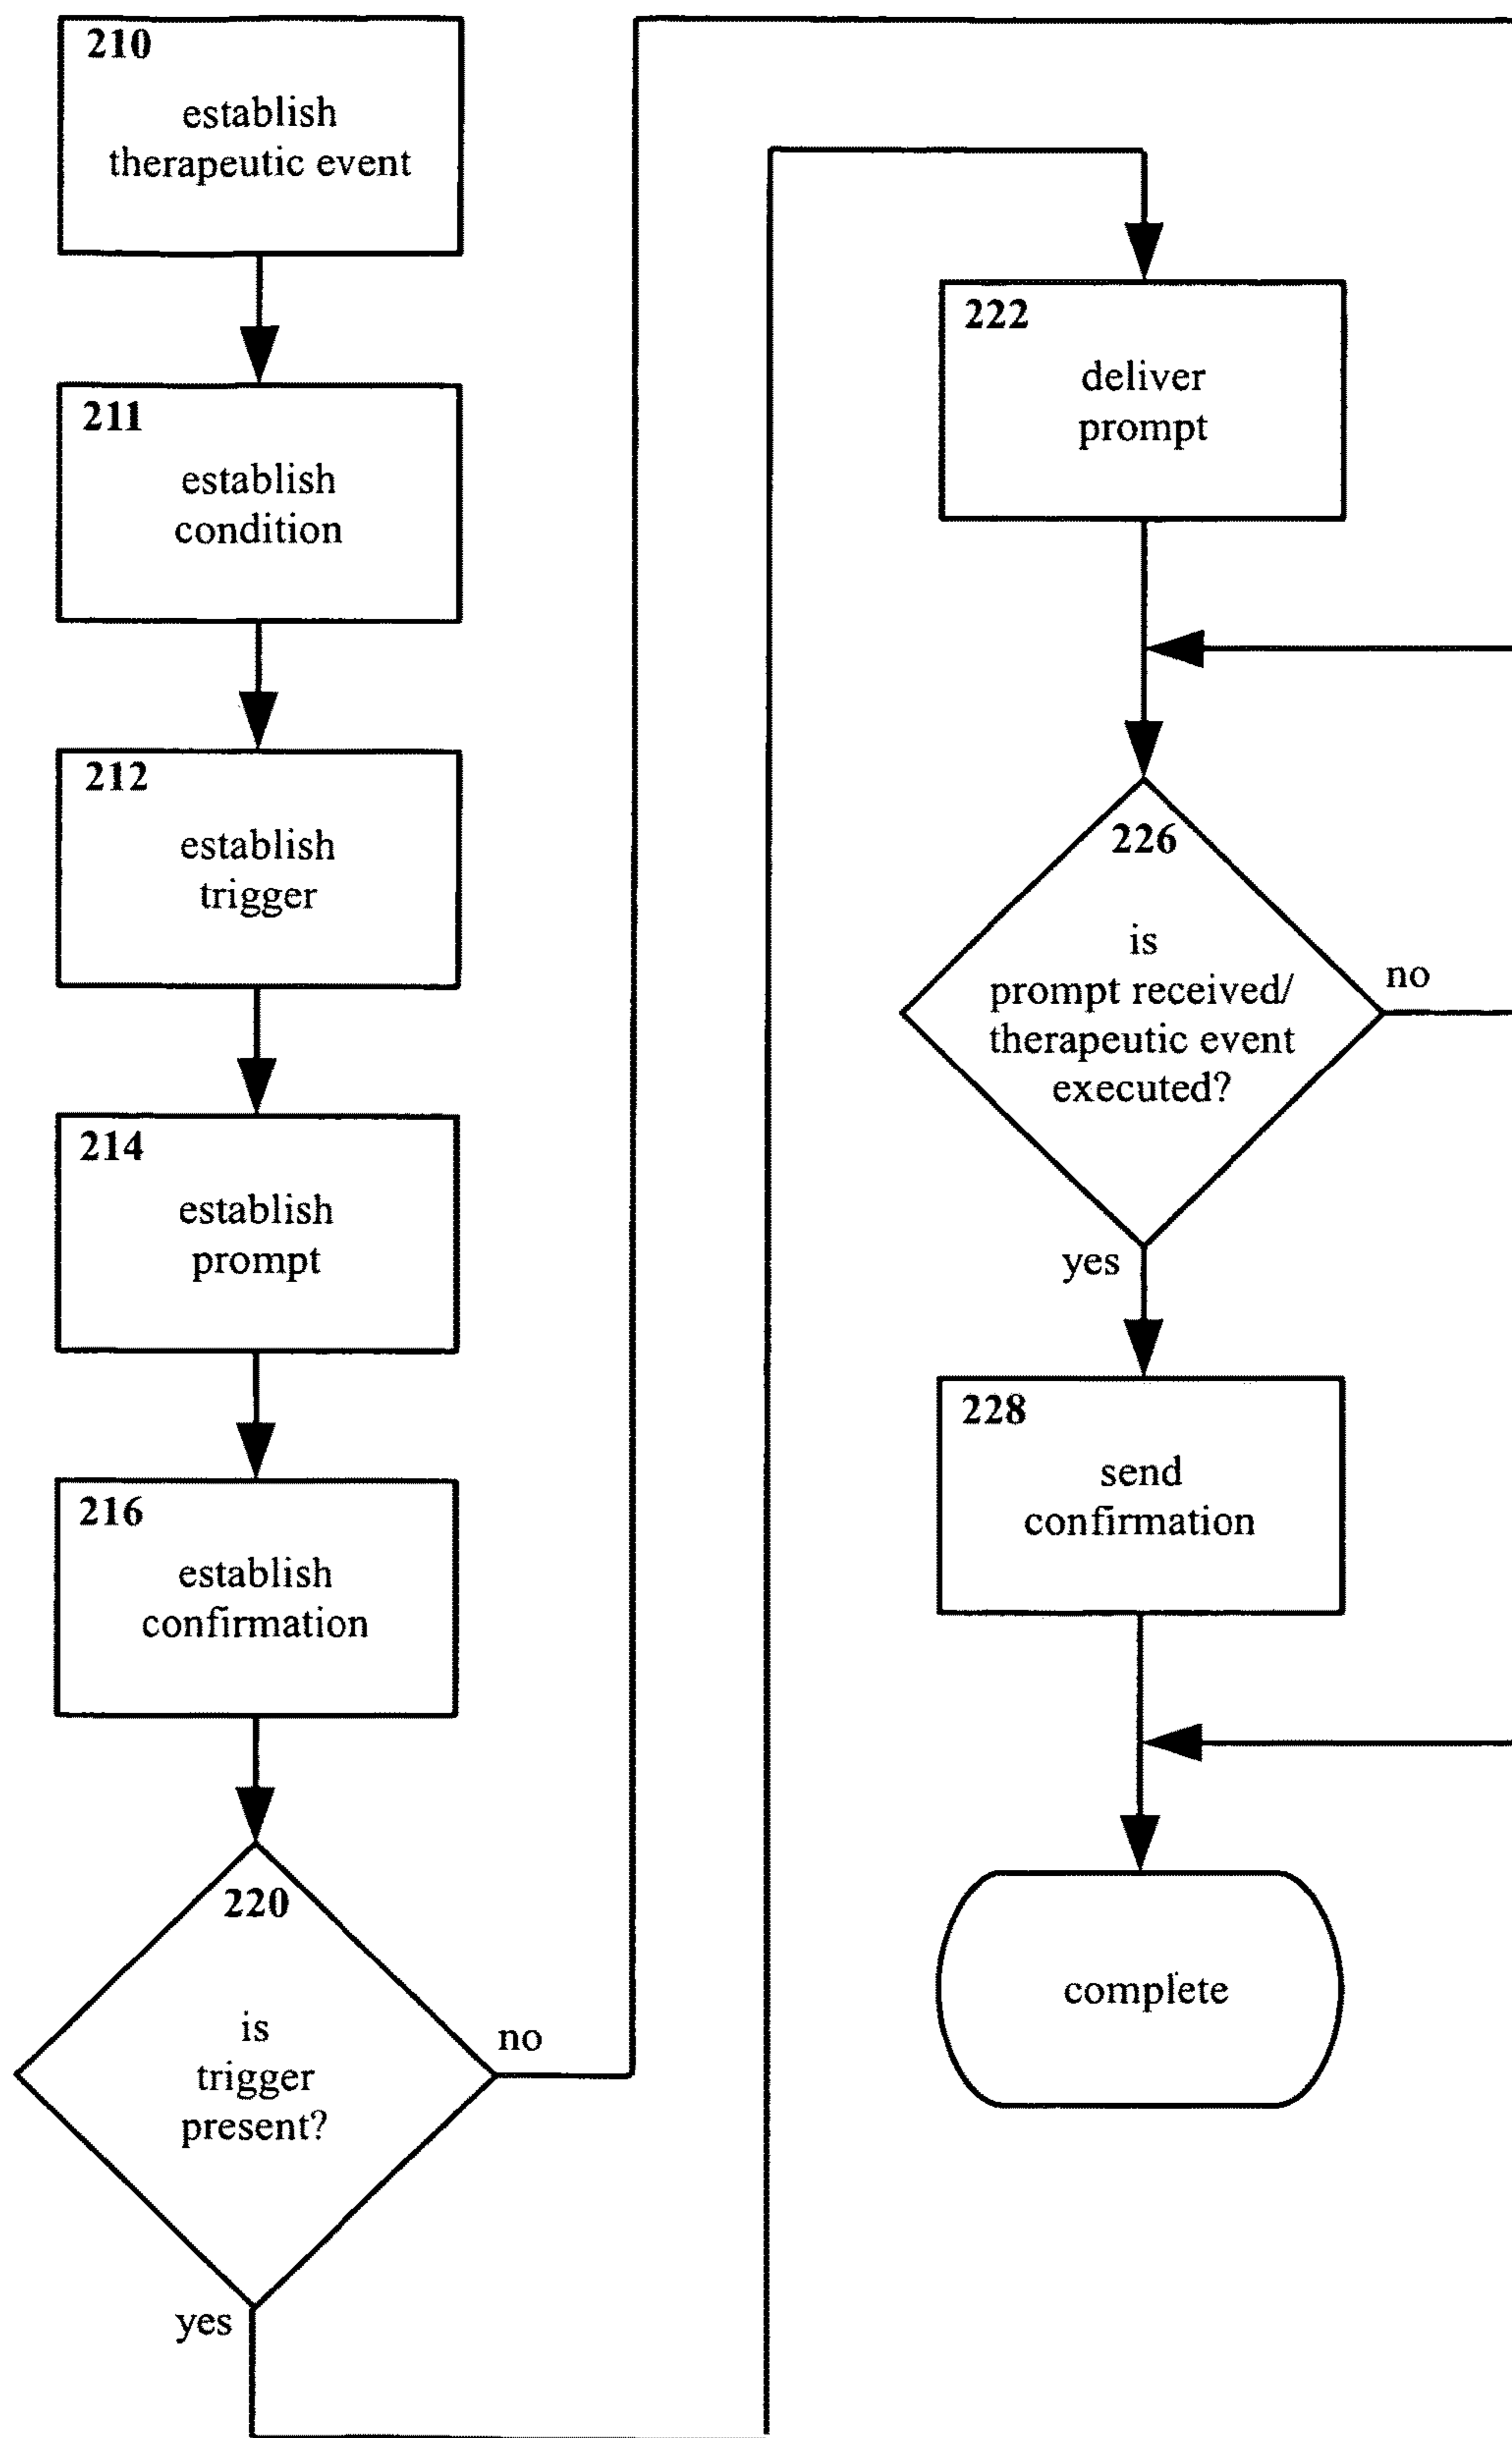 210
establish
therapeutic event
211
establish
condition
212
establish
trigger
214
establish
prompt
216
establish
confirmation
220
is
trigger
present?
no
yes
222
deliver
prompt
226
is
prompt received/
therapeutic event
executed?
no
yes
228
send
confirmation
complete